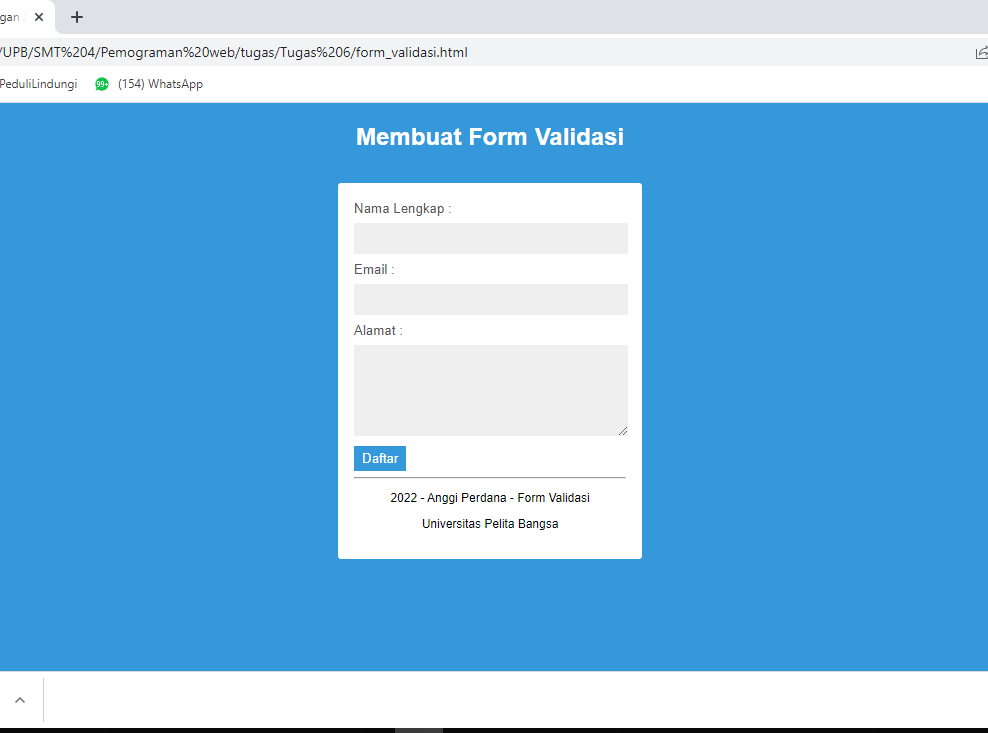 gan
/UPB/SMT%204/Pemograman%20web/tugas/Tugas%206/form_validasi.html
PeduliLindungi
99+ (154) WhatsApp
Membuat Form Validasi
Nama Lengkap :
Email :
Alamat :
Daftar
2022 - Anggi Perdana - Form Validasi
Universitas Pelita Bangsa